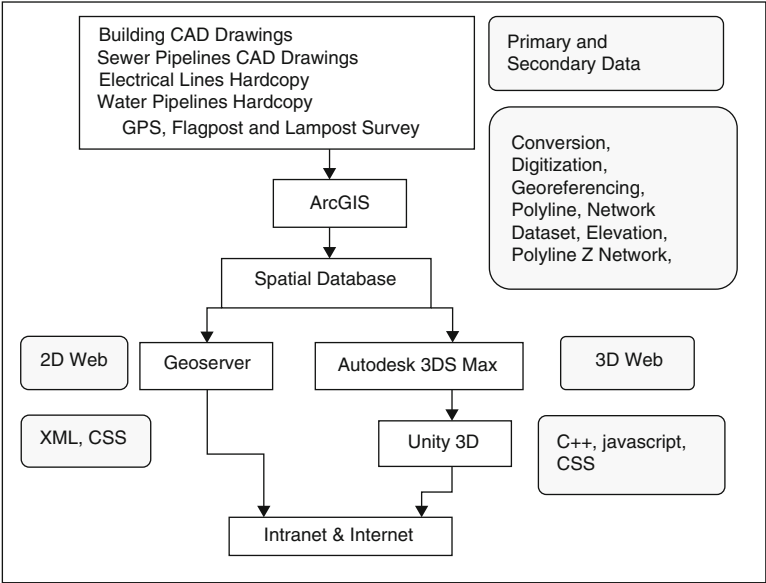 Building CAD Drawings
Sewer Pipelines CAD Drawings
Electrical Lines Hardcopy
Water Pipelines Hardcopy
GPS, Flagpost and Lampost Survey
Primary and
Secondary Data
Conversion,
Digitization,
Georeferencing,
Polyline, Network
Dataset, Elevation,
Polyline Z Network,
ArcGIS
Spatial Database
2D Web
Geoserver
Autodesk 3DS Max
3D Web
XML, CSS
Unity 3D
C++, javascript,
CSS
Intranet & Internet